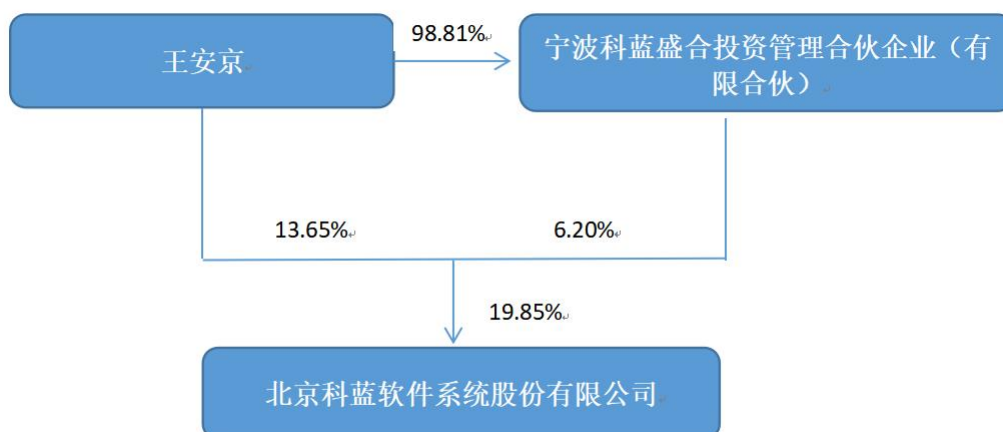 98.81%
王安京
宁波科蓝盛合投资管理合伙企业（有
限合伙）
13.65%
6.20%
19.85%
北京科蓝软件系统股份有限公司